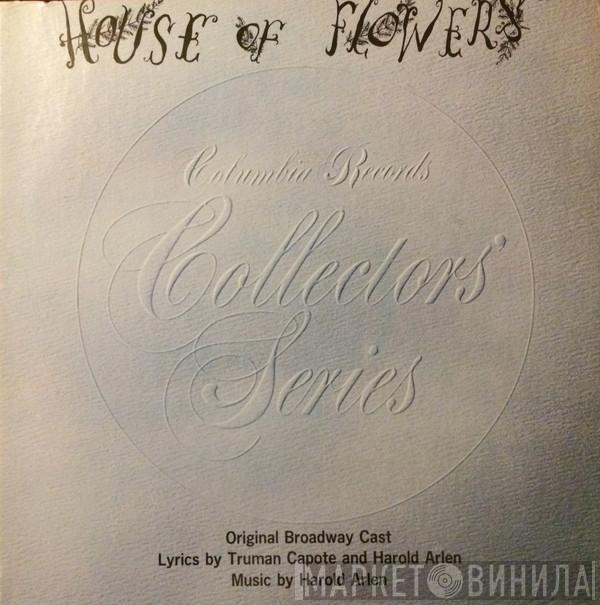 HOUSE OF FLOWERS
Columbia Records
Collectors'
Series
Original Broadway Cast
Lyrics by Truman Capote and Harold Arlen
Music by Harold Arlen
МАРКЕТ ВИНИЛА